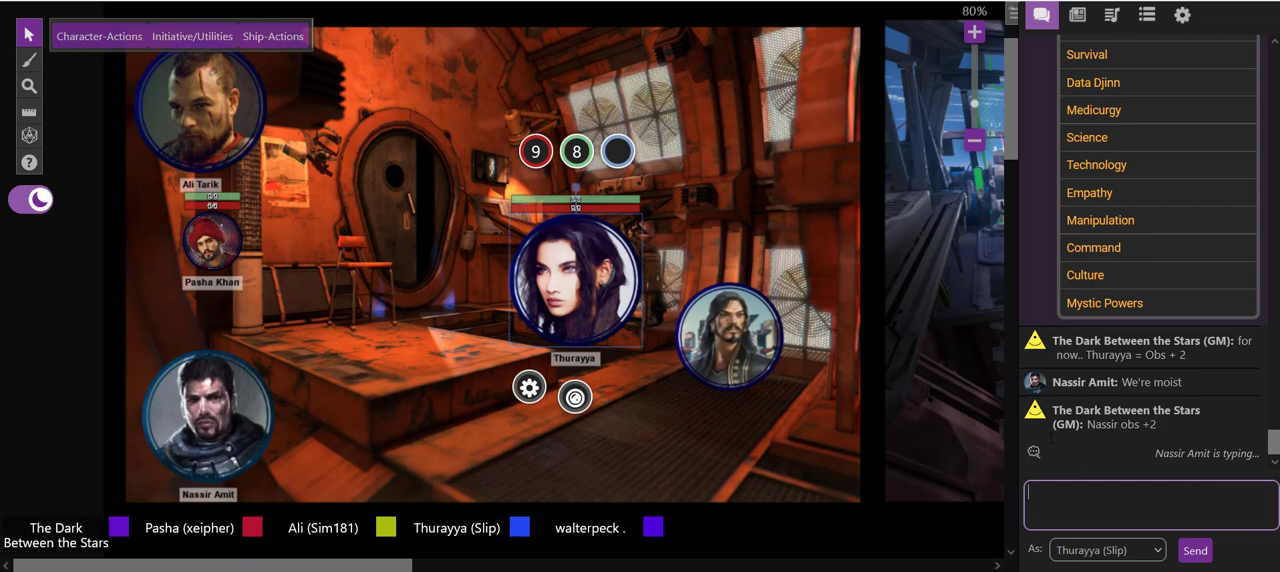 80%
Character-Actions Initiative/Utilities Ship-Actions
9 8
Ali Tarik
Pasha Khan
Thurayya
Nassir Amit
The Dark
Between the Stars
Pasha (xeipher)
Ali (Sim181)
Thurayya (Slip)
walterpeck .
Survival
Data Djinn
Medicurgy
Science
Technology
Empathy
Manipulation
Command
Culture
Mystic Powers
The Dark Between the Stars (GM): for
now.. Thurayya = Obs + 2
Nassir Amit: We're moist
The Dark Between the Stars
(GM): Nassir obs +2
Nassir Amit is typing...
As: Thurayya (Slip) Send